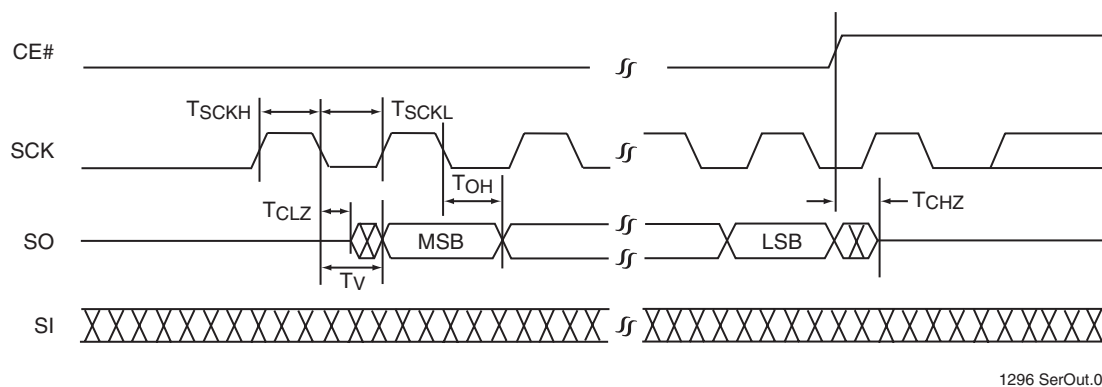 CE#
TSCKH
TSCKL
SCK
TOH
TCLZ
TCHZ
SO
MSB
LSB
TV
SI
1296 SerOut.0